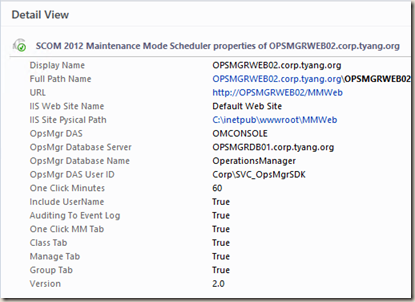 Detail View
SCOM 2012 Maintenance Mode Scheduler properties of OPSMGRWEB02.corp.tyang.org
Display Name OPSMGRWEB02.corp.tyang.org
Full Path Name OPSMGRWEB02.corp.tyang.org\OPSMGRWEB02
URL http://OPSMGRWEB02/MMWeb
IIS Web Site Name Default Web Site
IIS Site Pysical Path C:\inetpub\wwwroot\MMWeb
OpsMgr DAS OMCONSOLE
OpsMgr Database Server OPSMGRDB01.corp.tyang.org
OpsMgr Database Name OperationsManager
OpsMgr DAS User ID Corp\SVC_OpsMgrSDK
One Click Minutes 60
Include UserName True
Auditing To Event Log True
One Click MM Tab True
Class Tab True
Manage Tab True
Group Tab True
Version 2.0